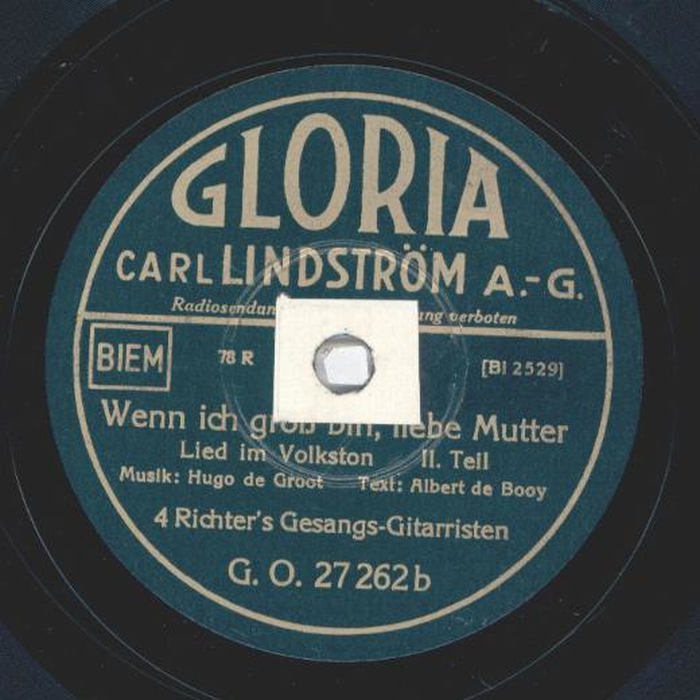 GLORIA
CARL LINDSTRÖM A.-G.
verboten
BIEM 78 R [BI 2529]
Wenn ich groß bin, liebe Mutter
Lied im Volkston II. Teil
Musik: Hugo de Groot Text: Albert de Booy
4 Richter's Gesangs-Gitarristen
G. O. 27262b